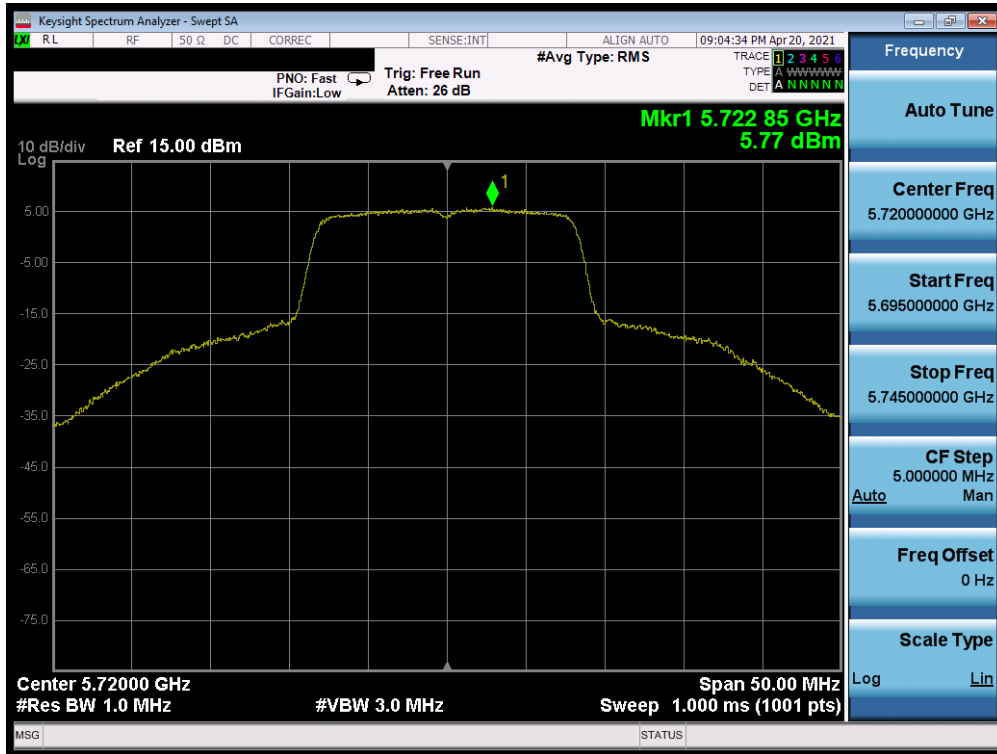 Keysight Spectrum Analyzer - Swept SA
LXI RL RF 50 Ω DC CORREC SENSE:INT ALIGN AUTO 09:04:34 PM Apr 20, 2021
#Avg Type: RMS TRACE 1 2 3 4 5 6
PNO: Fast Trig: Free Run TYPE A WWWWW
IFGain:Low Atten: 26 dB DET A N N N N N
Mkr1 5.722 85 GHz
5.77 dBm
10 dB/div Ref 15.00 dBm
Log
1
5.00
-5.00
-15.0
-25.0
-35.0
-45.0
-55.0
-65.0
-75.0
Center 5.72000 GHz Span 50.00 MHz
#Res BW 1.0 MHz #VBW 3.0 MHz Sweep 1.000 ms (1001 pts)
MSG STATUS
Frequency
Auto Tune
Center Freq
5.720000000 GHz
Start Freq
5.695000000 GHz
Stop Freq
5.745000000 GHz
CF Step
5.000000 MHz
Auto Man
Freq Offset
0 Hz
Scale Type
Log Lin